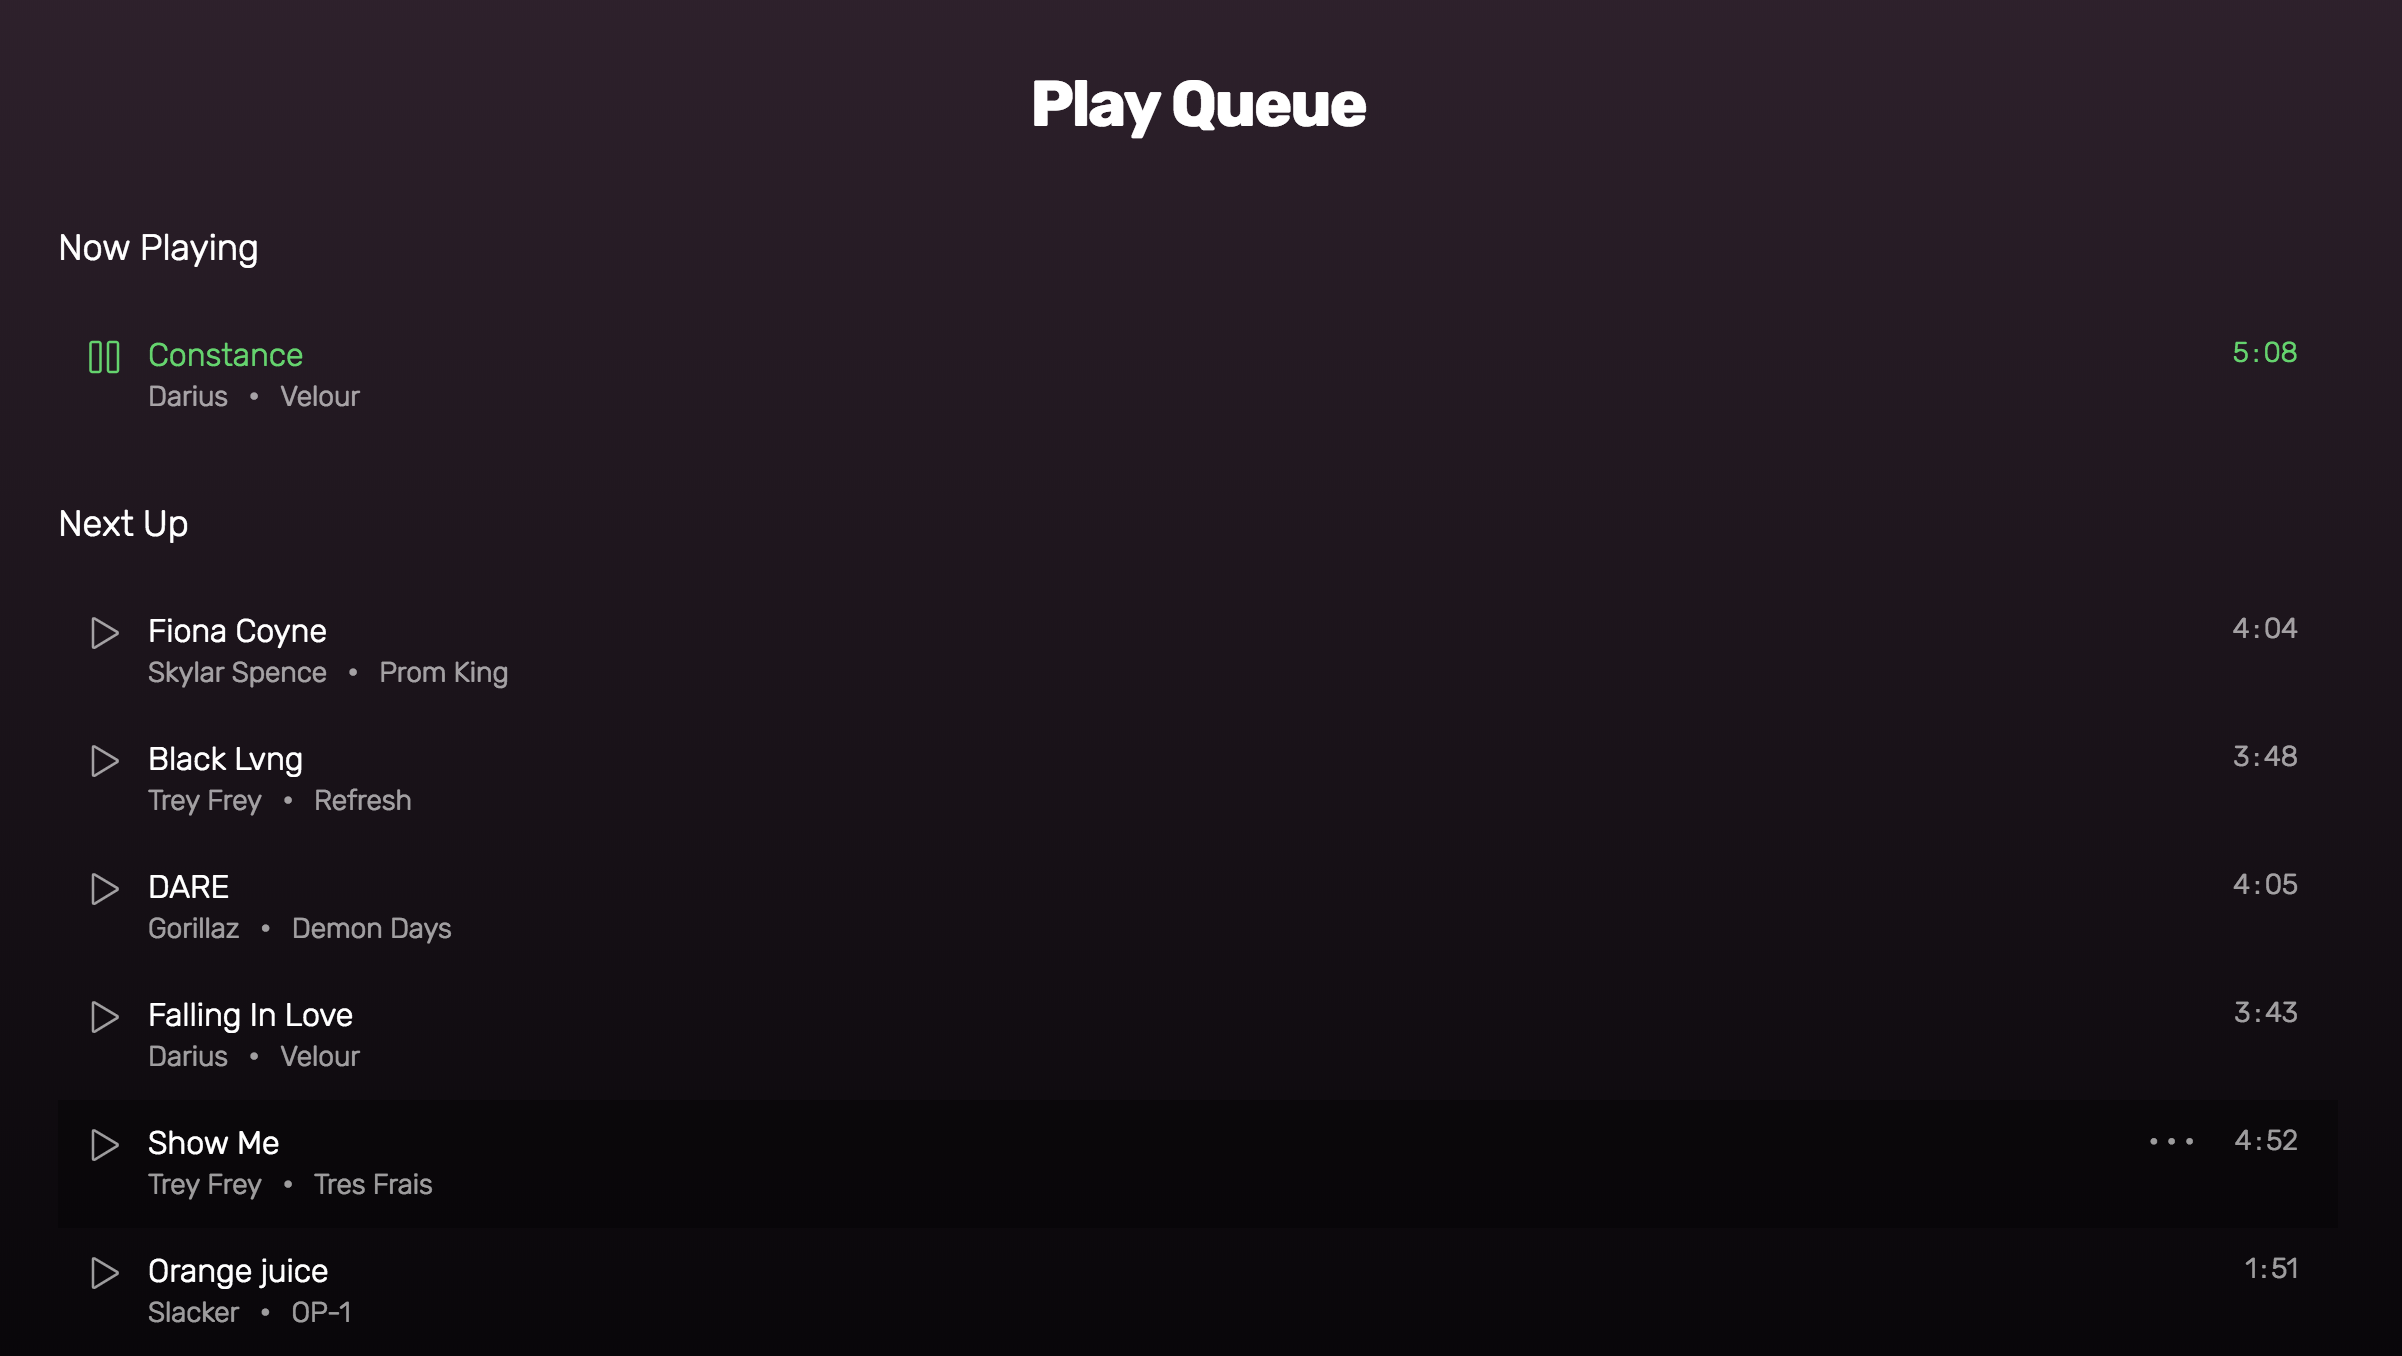 Play Queue
Now Playing
Constance 5:08
Darius • Velour
Next Up
Fiona Coyne 4:04
Skylar Spence • Prom King
Black Lvng 3:48
Trey Frey • Refresh
DARE 4:05
Gorillaz • Demon Days
Falling In Love 3:43
Darius • Velour
Show Me ••• 4:52
Trey Frey • Tres Frais
Orange juice 1:51
Slacker • OP-1